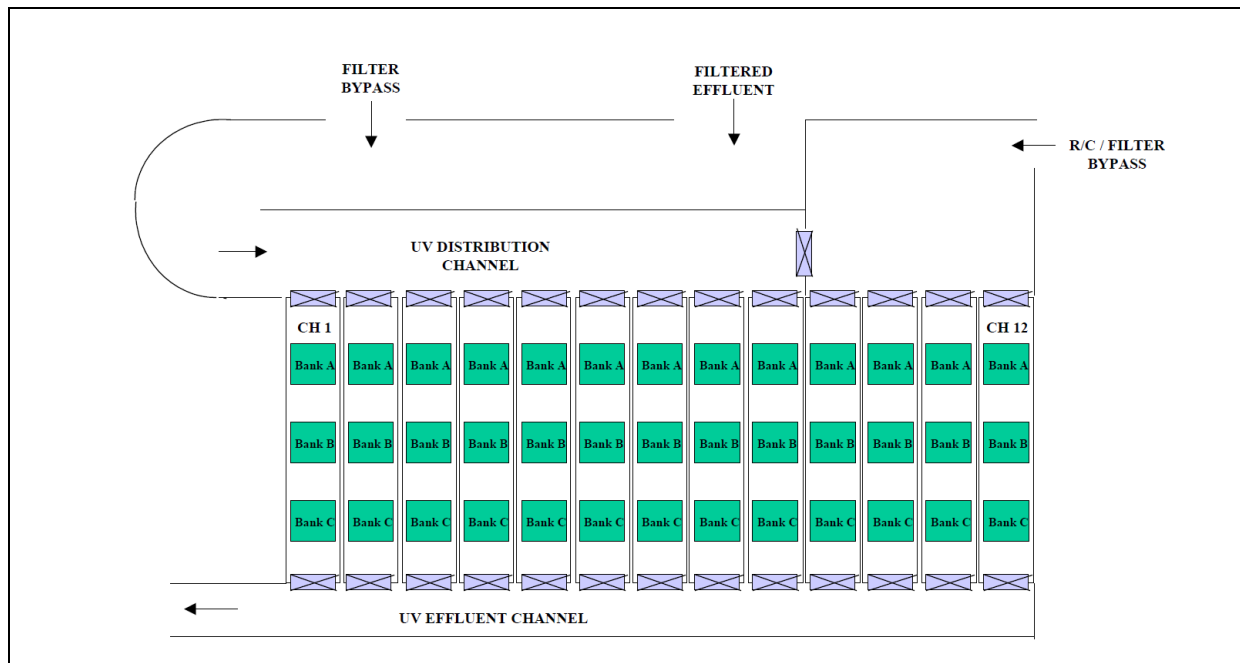 FILTER
BYPASS
FILTERED
EFFLUENT
R/C / FILTER
BYPASS
UV DISTRIBUTION
CHANNEL
CH 1 CH 12
Bank A Bank A Bank A Bank A Bank A Bank A Bank A Bank A Bank A Bank A Bank A Bank A Bank A
Bank B Bank B Bank B Bank B Bank B Bank B Bank B Bank B Bank B Bank B Bank B Bank B Bank B
Bank C Bank C Bank C Bank C Bank C Bank C Bank C Bank C Bank C Bank C Bank C Bank C Bank C
UV EFFLUENT CHANNEL